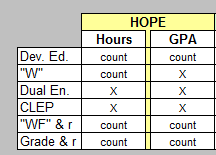 HOPE
Hours GPA
Dev. Ed. count count
"W" count X
Dual En. X X
CLEP X X
"WF" & r count count
Grade & r count count